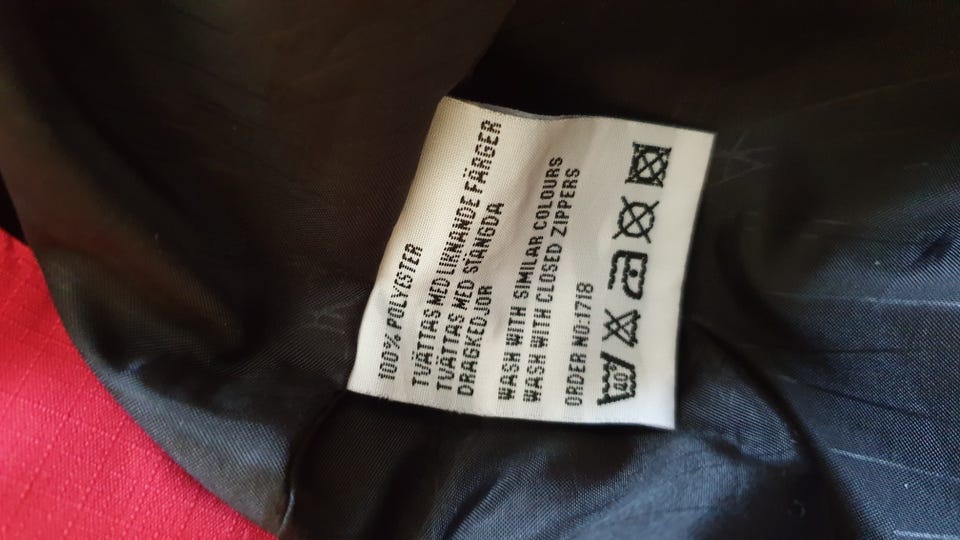 100% POLYESTER
TVÄTTAS MED LIKNANDE FÄRGER
TVÄTTAS MED STÄNGDA
DRAGKEDJOR
WASH WITH SIMILAR COLOURS
WASH WITH CLOSED ZIPPERS
ORDER NO:1718
40